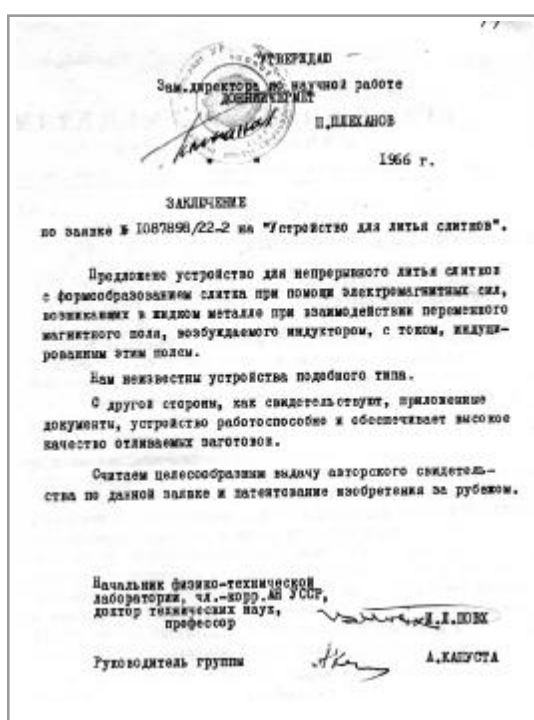 УТВЕРЖДАЮ
Зам.директора по научной работе
ДОННИИЧЕРМЕТ
П.ПЛЕХАНОВ
1966 г.
ЗАКЛЮЧЕНИЕ
по заявке № 1087898/22-2 на "Устройство для литья слитков".
Предложено устройство для непрерывного литья слитков
с формообразованием слитка при помощи электромагнитных сил,
возникающих в жидком металле при взаимодействии переменного
магнитного поля, возбуждаемого индуктором, с током, индуци-
рованным этим полем.
Нам неизвестны устройства подобного типа.
С другой стороны, как свидетельствуют, приложенные
документы, устройство работоспособно и обеспечивает высокое
качество отливаемых заготовок.
Считаем целесообразным выдачу авторского свидетель-
ства по данной заявке и патентование изобретения за рубежом.
Начальник физико-технической
лаборатории, чл.-корр.АН УССР,
доктор технических наук,
профессор
И.Л.ПОВХ
Руководитель группы
А.КАПУСТА